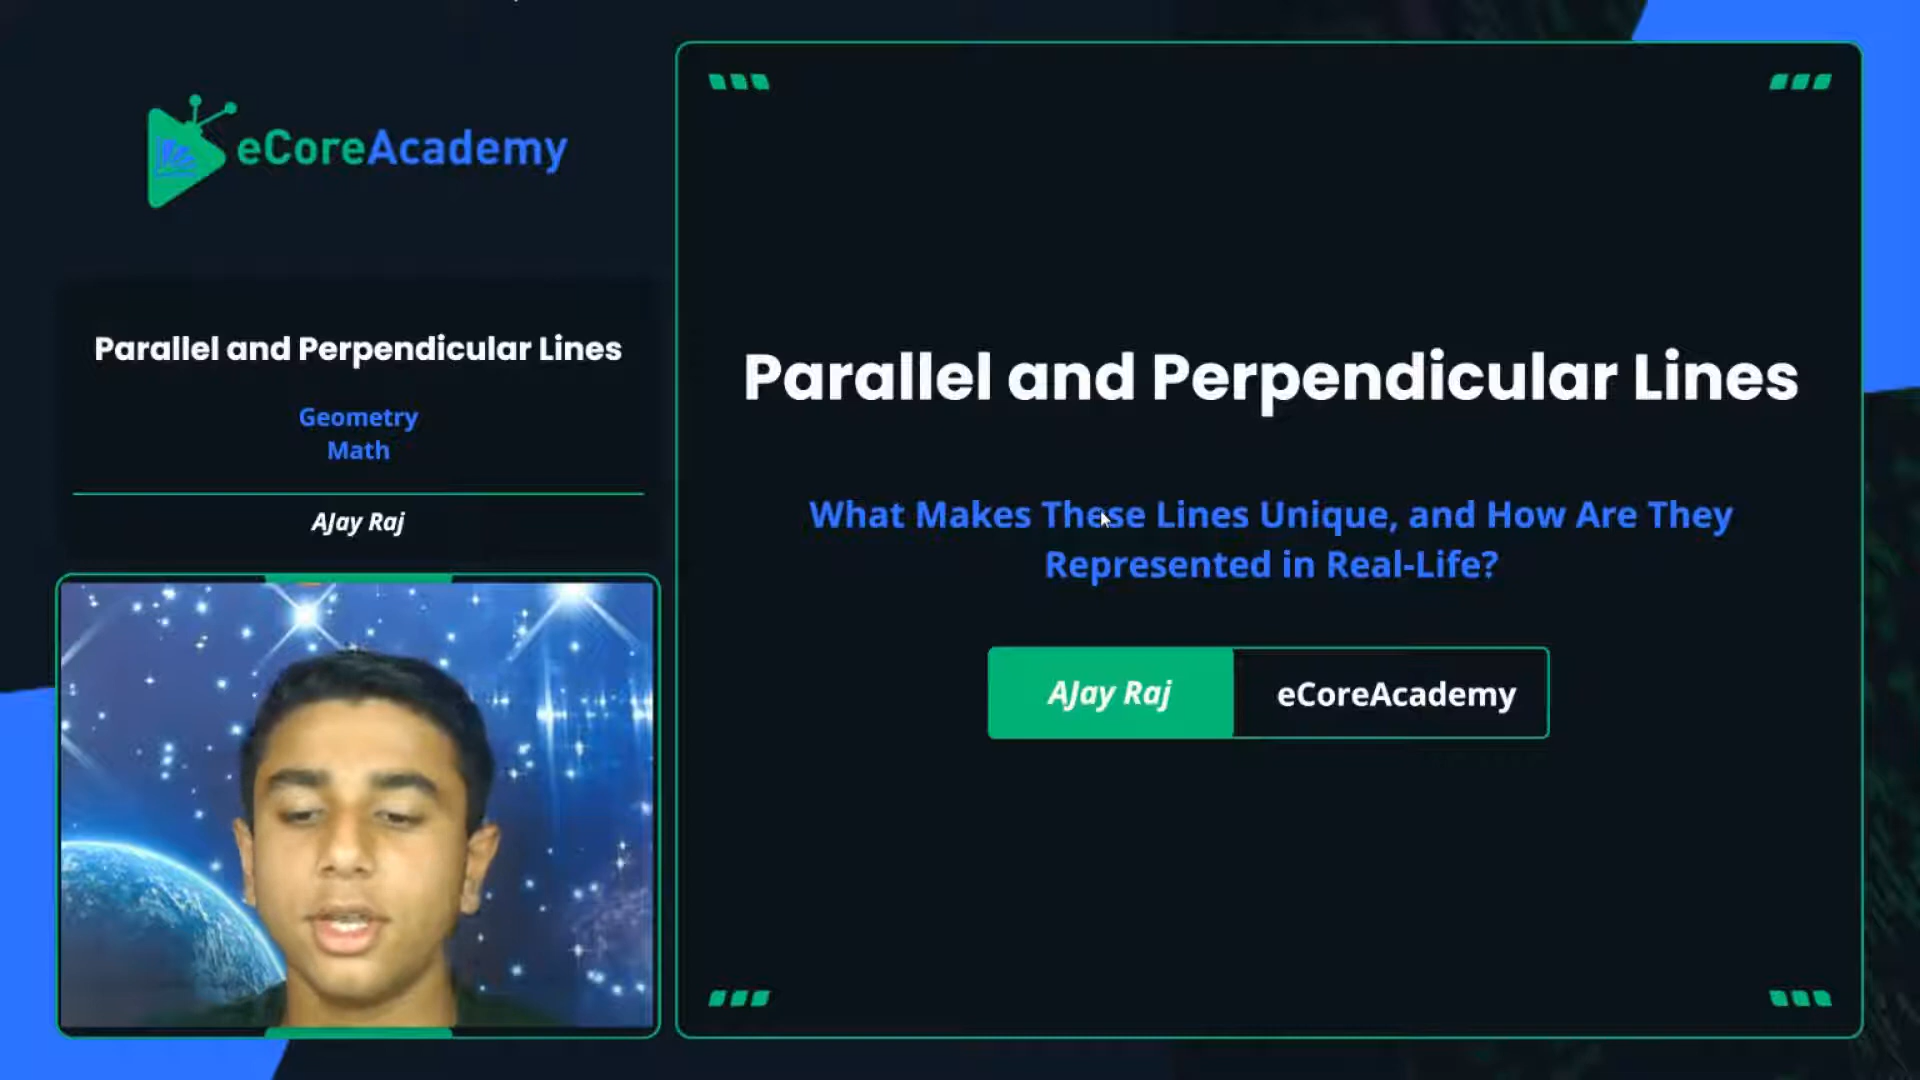 eCoreAcademy
Parallel and Perpendicular Lines
Geometry
Math
AJay Raj
Parallel and Perpendicular Lines
What Makes These Lines Unique, and How Are They
Represented in Real-Life?
AJay Raj
eCoreAcademy